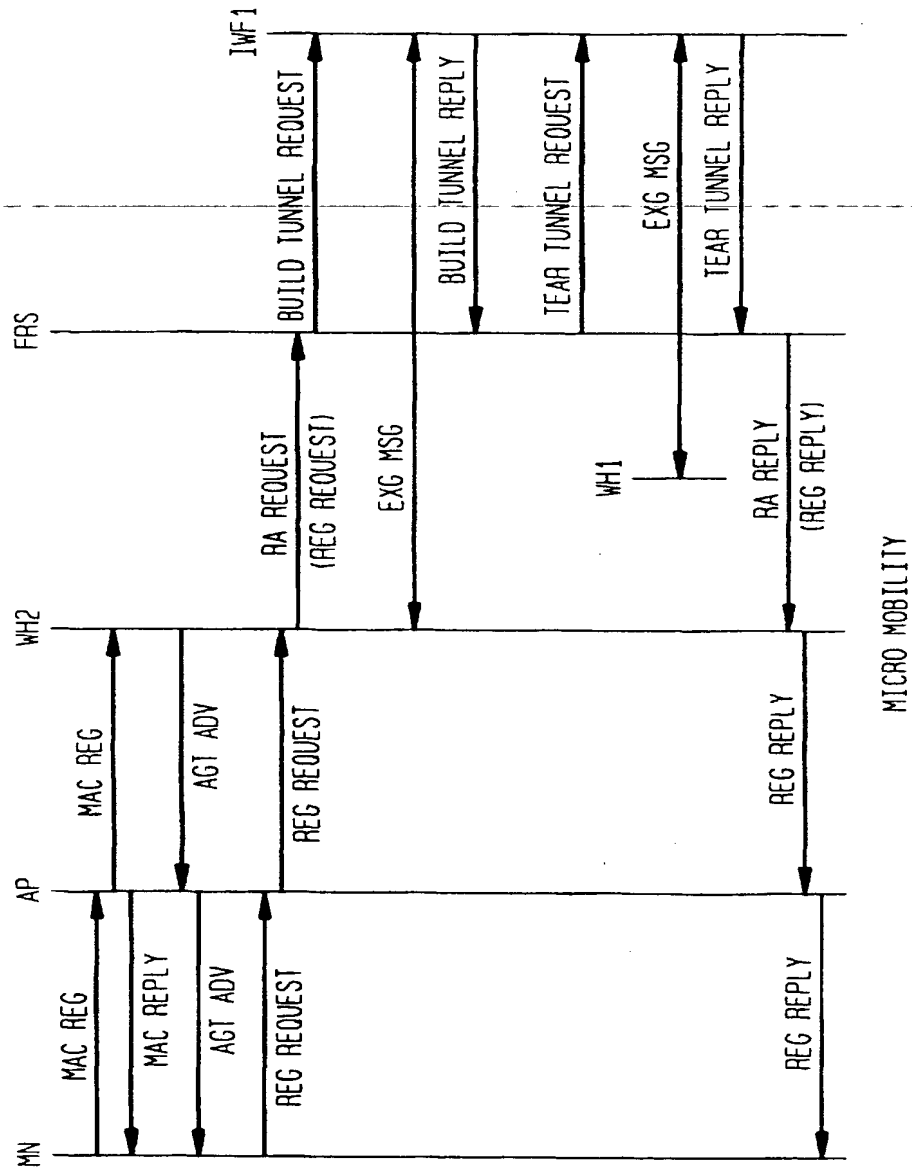 MN
AP
WH2
FRS
IWF1
MAC REG
MAC REG
MAC REPLY
AGT ADV
AGT ADV
REG REQUEST
REG REQUEST
RA REQUEST
(REG REQUEST)
BUILD TUNNEL REQUEST
EXG MSG
BUILD TUNNEL REPLY
TEAR TUNNEL REQUEST
WH1
EXG MSG
TEAR TUNNEL REPLY
RA REPLY
(REG REPLY)
REG REPLY
REG REPLY
MICRO MOBILITY